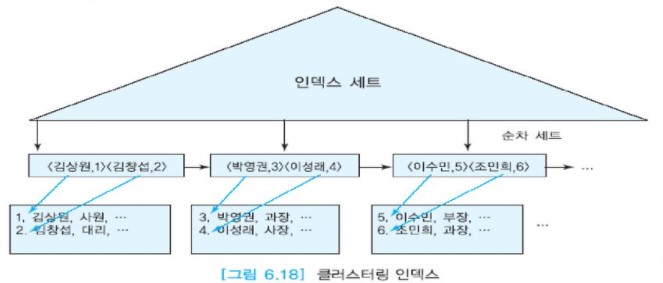 인덱스 세트
순차 세트
〈김상원,1〉〈김창섭,2〉 〈박영권,3〉〈이성래,4〉 〈이수민,5〉〈조민희,6〉 …
1, 김상원, 사원, … 3, 박영권, 과장, … 5, 이수민, 부장, …
2. 김창섭, 대리, … 4. 이성래, 사장, … 6. 조민희, 과장, … …
[그림 6.18] 클러스터링 인덱스